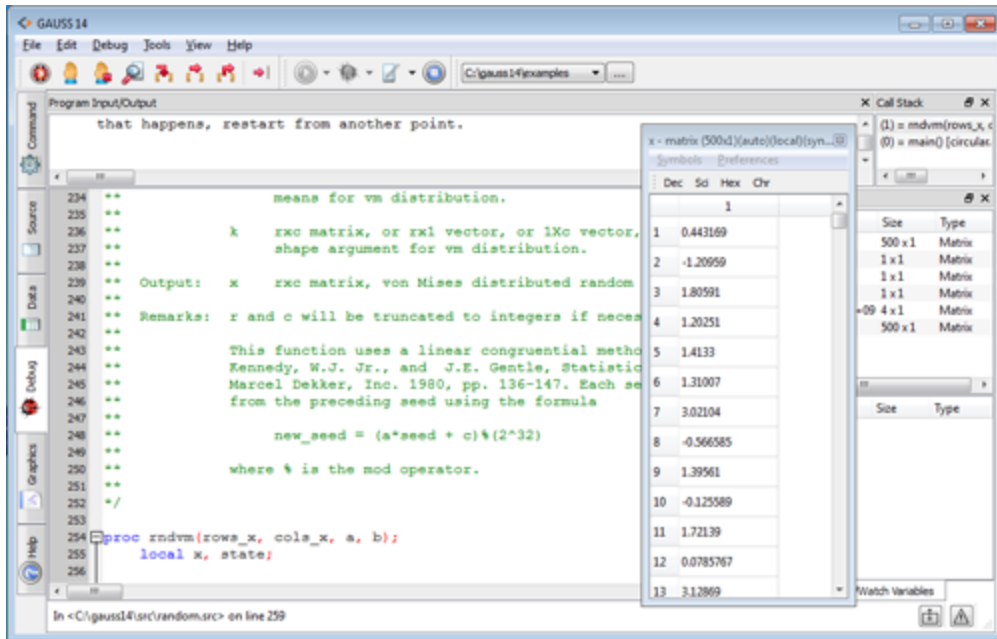 GAUSS 14
File Edit Debug Tools View Help
C:\gauss14\examples
Program Input/Output
that happens, restart from another point.
Call Stack
(1) = rndvm(rows_x, c
(0) = main() [circular.
Command
Source
Data
Debug
Graphics
Help
234 ** means for vm distribution.
235 **
236 ** k rxc matrix, or rx1 vector, or 1Xc vector,
237 ** shape argument for vm distribution.
238 **
239 ** Output: x rxc matrix, von Mises distributed random
240 **
241 ** Remarks: r and c will be truncated to integers if neces
242 **
243 ** This function uses a linear congruential metho
244 ** Kennedy, W.J. Jr., and J.E. Gentle, Statistic
245 ** Marcel Dekker, Inc. 1980, pp. 136-147. Each se
246 ** from the preceding seed using the formula
247 **
248 ** new_seed = (a*seed + c)%(2^32)
249 **
250 ** where % is the mod operator.
251 **
252 */
253
254 proc rndvm(rows_x, cols_x, a, b);
255 local x, state;
256
x - matrix (500x1)(auto)(local)(syn...
Symbols Preferences
Dec Sci Hex Chr
1
1 0.443169
2 -1.20959
3 1.80591
4 1.20251
5 1.4133
6 1.31007
7 3.02104
8 -0.566585
9 1.39561
10 -0.125589
11 1.72139
12 0.0785767
13 3.12869
Size Type
500 x 1 Matrix
1 x 1 Matrix
1 x 1 Matrix
1 x 1 Matrix
+09 4 x 1 Matrix
500 x 1 Matrix
Size Type
Watch Variables
In <C:\gauss14\src\random.src> on line 259